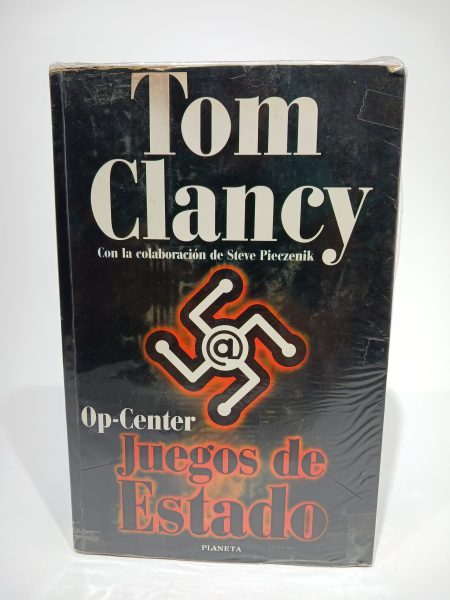 Tom
Clancy
Con la colaboración de Steve Pieczenik
@
Op-Center
Juegos de
Estado
PLANETA